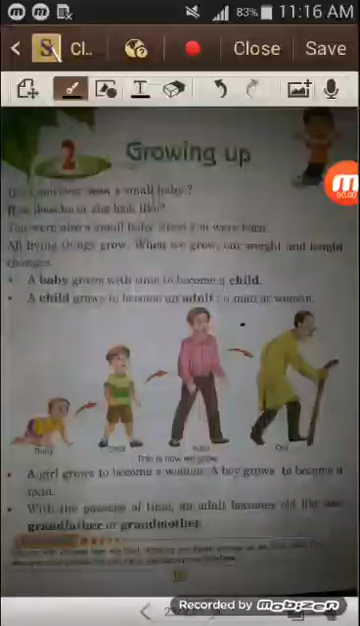 83% 11:16 AM
S Cl.. Close Save
T
2 Growing up
Have you ever seen a small baby ?
How does he or she look like?
You were also a small baby when you were born.
All living things grow. When we grow, our weight and height
changes.
• A baby grows with time to become a child.
• A child grows to become an adult : a man or woman.
Baby Child Adult Old
This is how we grow
• A girl grows to become a woman. A boy grows to become a
man.
• With the passage of time, an adult becomes old like our
grandfather or grandmother
00:00
Recorded by mobizen